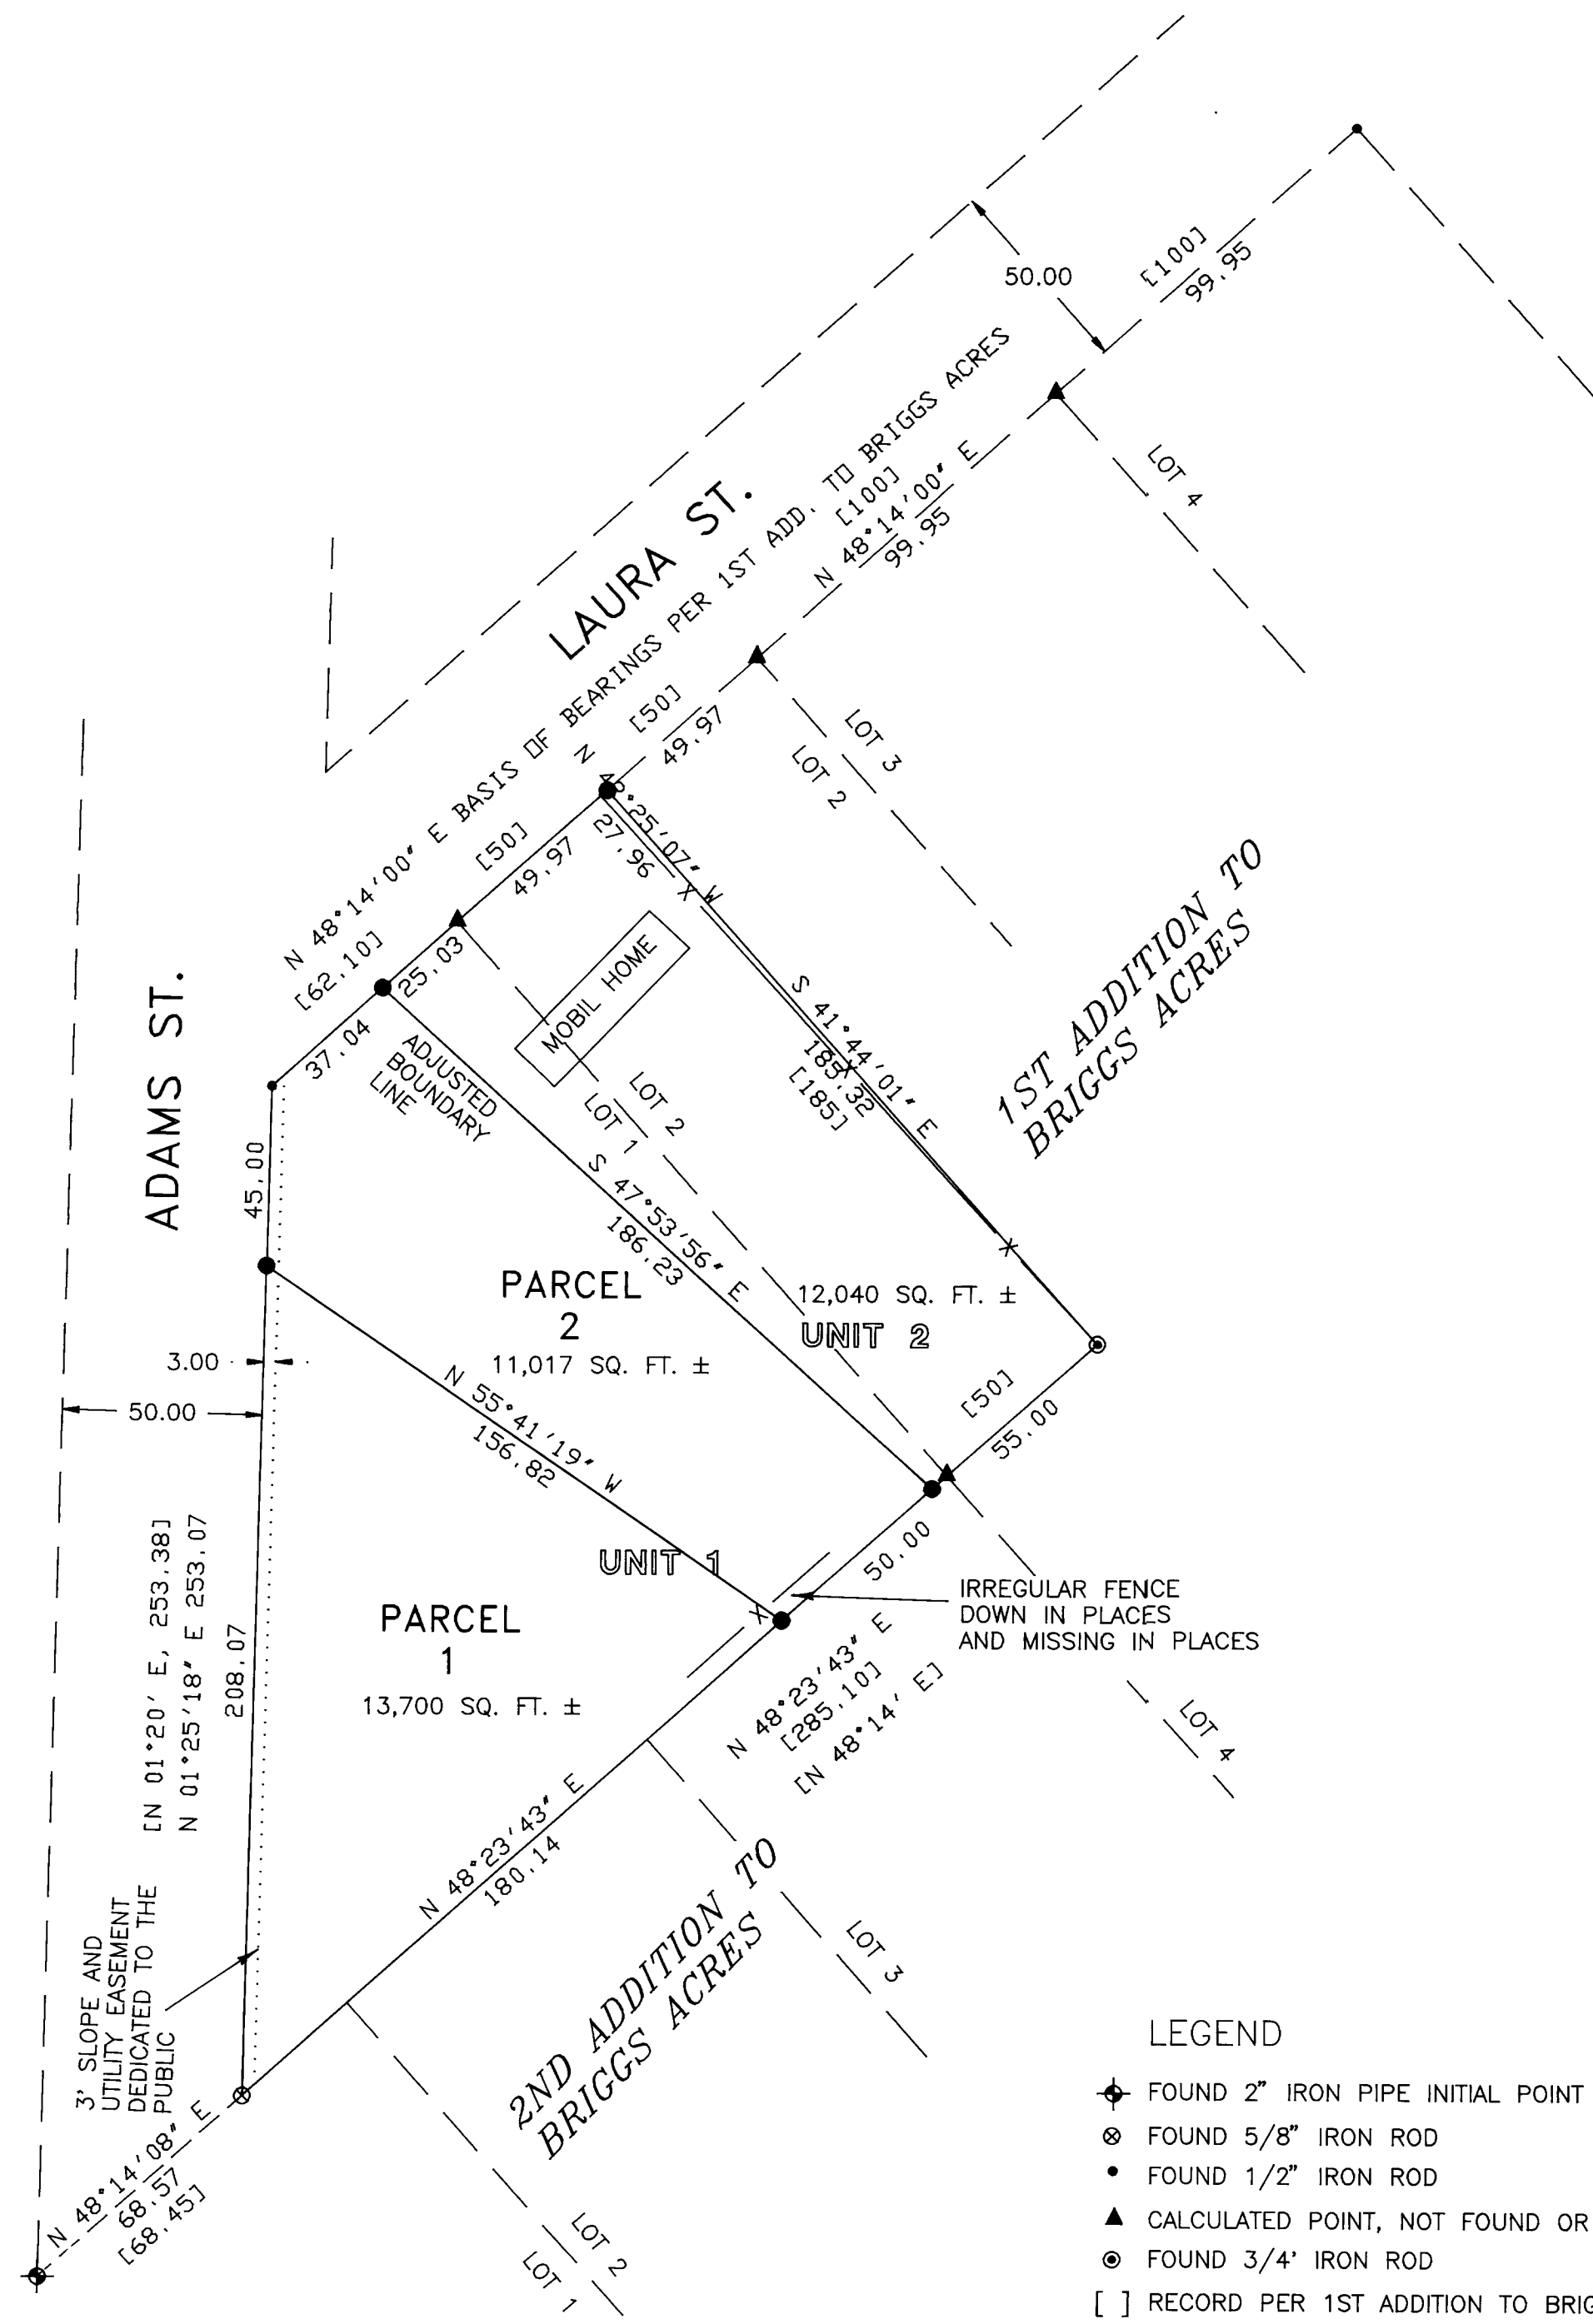 50.00
[100]
99.95
LOT 4
LAURA ST.
N 48°14'00" E BASIS OF BEARINGS PER 1ST ADD. TO BRIGGS ACRES
[100]
N 48°14'00" E
99.95
[50]
49.97
LOT 3
LOT 2
[50]
49.97
27.96
°25'07" W
[62.10]
25.03
37.04
MOBIL HOME
ADJUSTED
BOUNDARY
LINE
S 41°44'01" E
185.32
[185]
1ST ADDITION TO
BRIGGS ACRES
ADAMS ST.
LOT 2
LOT 1
45.00
S 47°53'56" E
186.23
PARCEL
2
11,017 SQ. FT. ±
12,040 SQ. FT. ±
UNIT 2
3.00
50.00
N 55°41'19" W
156.82
[50]
55.00
50.00
UNIT 1
IRREGULAR FENCE
DOWN IN PLACES
AND MISSING IN PLACES
PARCEL
1
13,700 SQ. FT. ±
[N 01°20' E, 253.38]
N 01°25'18" E 253.07
208.07
N 48°23'43" E
[285.10]
[N 48°14' E]
LOT 4
N 48°23'43" E
180.14
3' SLOPE AND
UTILITY EASEMENT
DEDICATED TO THE
PUBLIC
2ND ADDITION TO
BRIGGS ACRES
LOT 3
N 48°14'08" E
68.57
[68.45]
LOT 2
LOT 1
LEGEND
FOUND 2" IRON PIPE INITIAL POINT
FOUND 5/8" IRON ROD
FOUND 1/2" IRON ROD
CALCULATED POINT, NOT FOUND OR
FOUND 3/4' IRON ROD
[ ] RECORD PER 1ST ADDITION TO BRIG